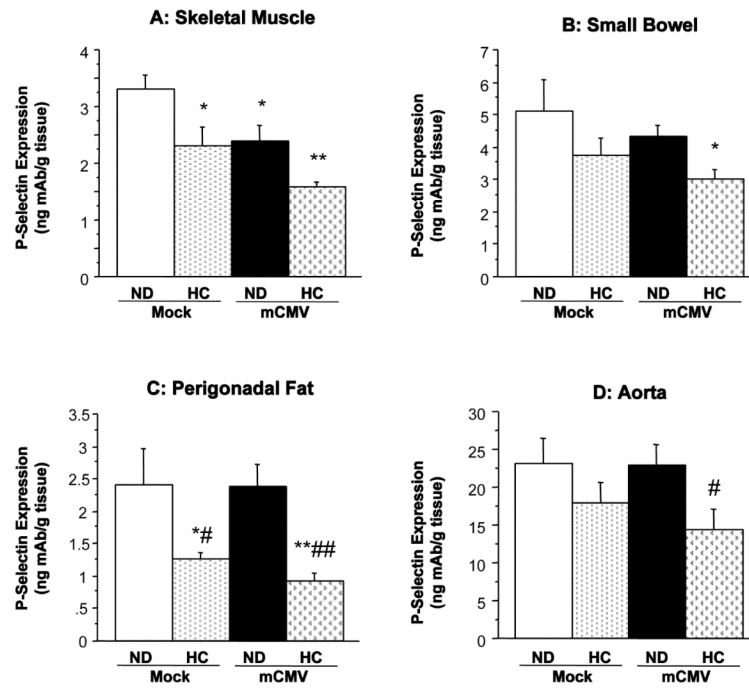 A: Skeletal Muscle
P-Selectin Expression
(ng mAb/g tissue)
4
3
2
1
0
*
*
**
ND HC ND HC
Mock mCMV
B: Small Bowel
P-Selectin Expression
(ng mAb/g tissue)
7
6
5
4
3
2
1
0
*
ND HC ND HC
Mock mCMV
C: Perigonadal Fat
P-Selectin Expression
(ng mAb/g tissue)
3.5
3
2.5
2
1.5
1
.5
0
*#
**##
ND HC ND HC
Mock mCMV
D: Aorta
P-Selectin Expression
(ng mAb/g tissue)
30
25
20
15
10
5
0
#
ND HC ND HC
Mock mCMV